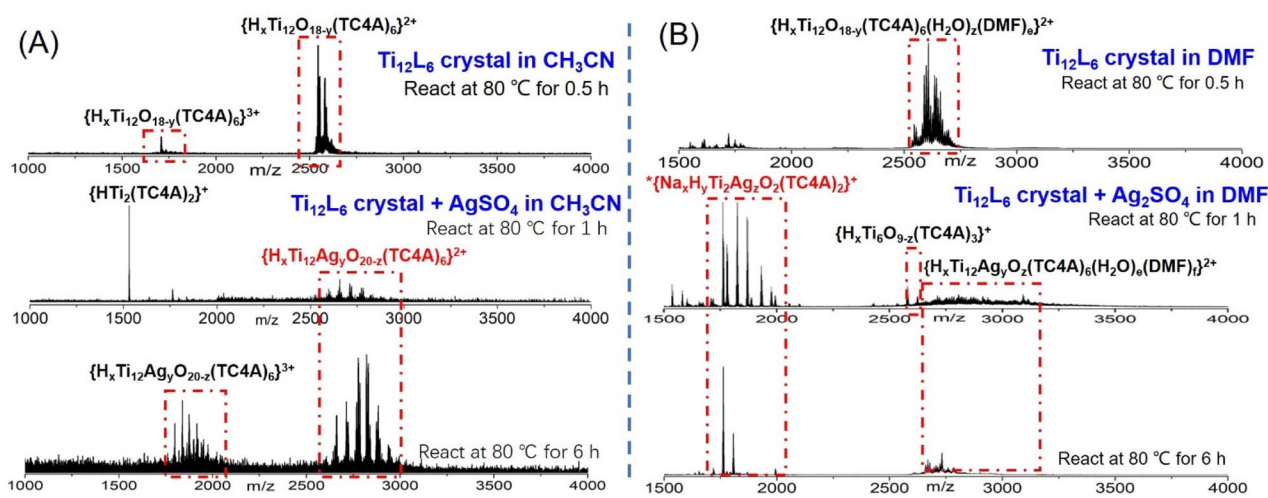 (A)
{HₓTi₁₂O₁₈₋ᵧ(TC4A)₆}²⁺
Ti₁₂L₆ crystal in CH₃CN
React at 80 ℃ for 0.5 h
{HₓTi₁₂O₁₈₋ᵧ(TC4A)₆}³⁺
1000 1500 2000 2500 3000 3500 4000
m/z
{HTi₂(TC4A)₂}⁺
Ti₁₂L₆ crystal + AgSO₄ in CH₃CN
React at 80 ℃ for 1 h
{HₓTi₁₂AgᵧO₂₀₋z(TC4A)₆}²⁺
1000 1500 2000 2500 3000 3500 4000
m/z
{HₓTi₁₂AgᵧO₂₀₋z(TC4A)₆}³⁺
React at 80 ℃ for 6 h
1000 1500 2000 2500 3000 3500 4000
m/z
(B)
{HₓTi₁₂O₁₈₋ᵧ(TC4A)₆(H₂O)z(DMF)ₑ}²⁺
Ti₁₂L₆ crystal in DMF
React at 80 ℃ for 0.5 h
1500 2000 2500 3000 3500 4000
m/z
*{NaₓHᵧTi₂AgzO₂(TC4A)₂}⁺
Ti₁₂L₆ crystal + Ag₂SO₄ in DMF
React at 80 ℃ for 1 h
{HₓTi₆O₉₋z(TC4A)₃}⁺
{HₓTi₁₂AgᵧOz(TC4A)₆(H₂O)ₑ(DMF)f}²⁺
1500 2000 2500 3000 3500 4000
m/z
React at 80 ℃ for 6 h
1500 2000 2500 3000 3500 4000
m/z